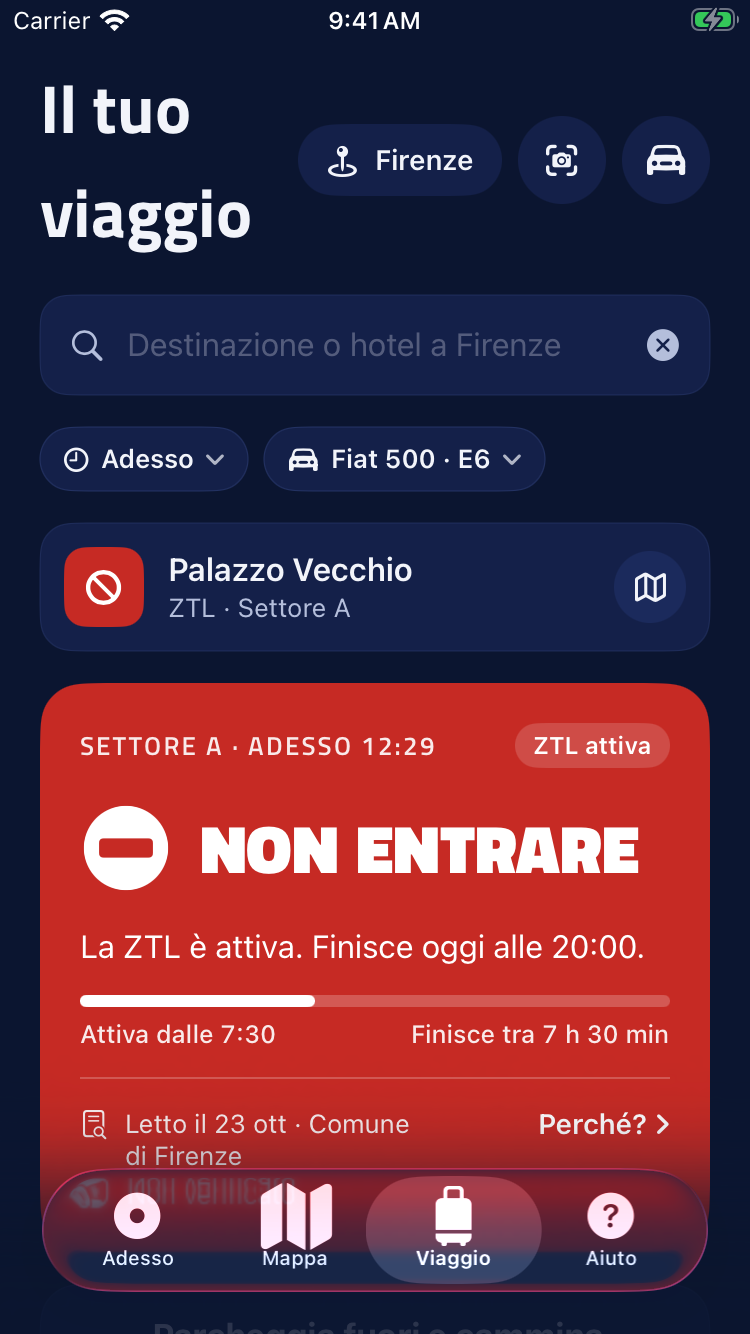 Carrier 9:41 AM
Il tuo
viaggio
Firenze
Destinazione o hotel a Firenze
Adesso
Fiat 500 · E6
Palazzo Vecchio
ZTL · Settore A
SETTORE A · ADESSO 12:29
ZTL attiva
NON ENTRARE
La ZTL è attiva. Finisce oggi alle 20:00.
Attiva dalle 7:30
Finisce tra 7 h 30 min
Letto il 23 ott · Comune
di Firenze
Perché?
Adesso
Mappa
Viaggio
Aiuto